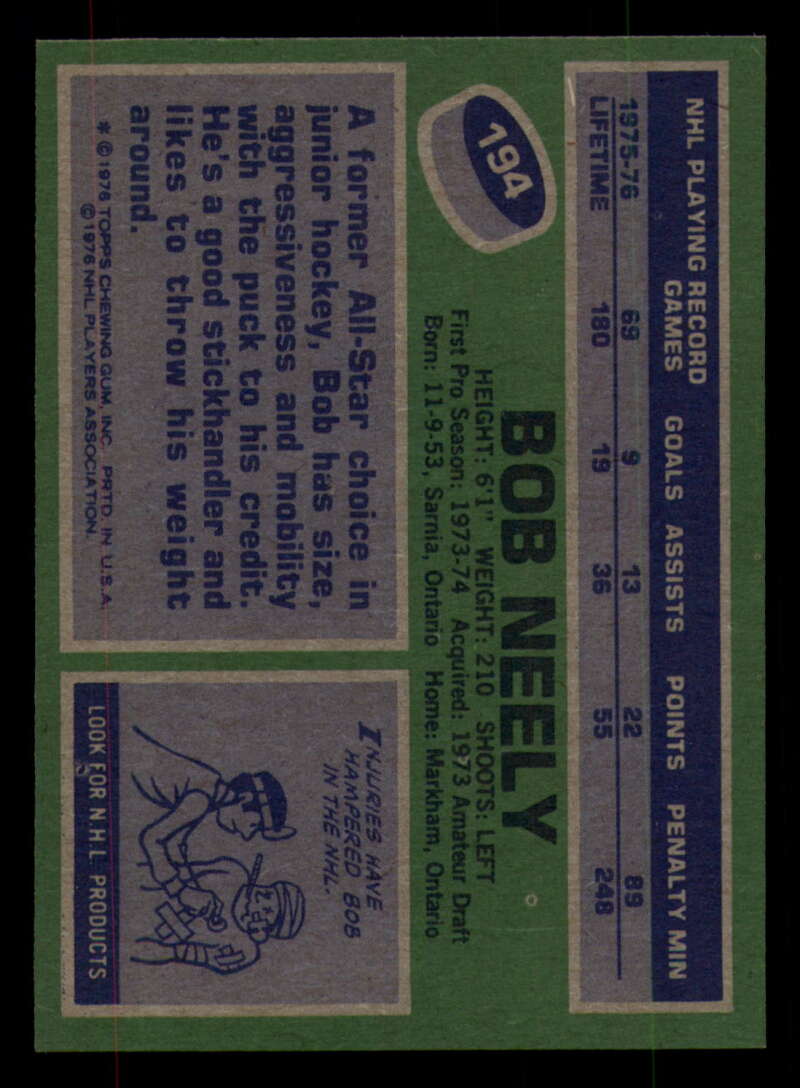 NHL PLAYING RECORD
GAMES GOALS ASSISTS POINTS PENALTY MIN
1975-76 69 9 13 22 89
LIFETIME 180 19 36 55 248
194
BOB NEELY
HEIGHT: 6'1" WEIGHT: 210 SHOOTS: LEFT
First Pro Season: 1973-74 Acquired: 1973 Amateur Draft
Born: 11-9-53, Sarnia, Ontario Home: Markham, Ontario
A former All-Star choice in
junior hockey, Bob has size,
aggressiveness and mobility
with the puck to his credit.
He's a good stickhandler and
likes to throw his weight
around.
* ©1976 TOPPS CHEWING GUM, INC. PRTD. IN U.S.A.
©1976 NHL PLAYERS ASSOCIATION.
INJURIES HAVE
HAMPERED BOB
IN THE NHL.
LOOK FOR N.H.L. PRODUCTS